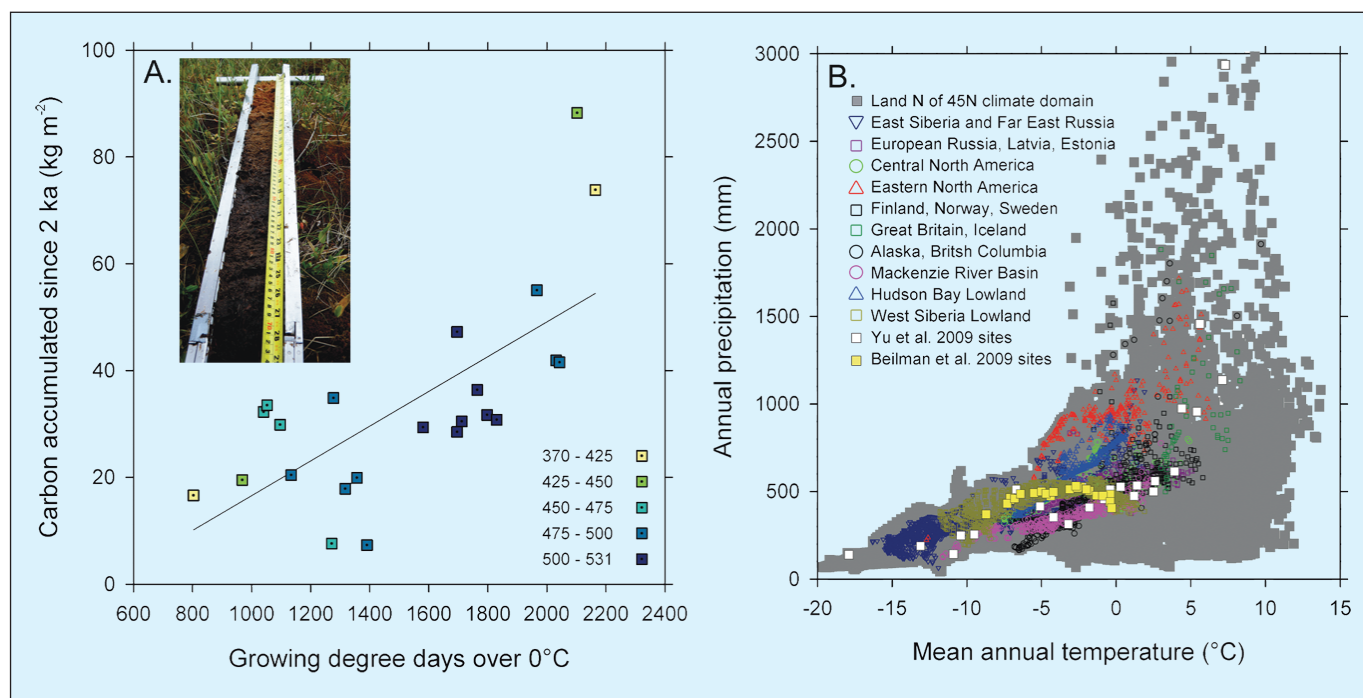 A.
100
80
60
40
20
0
600 800 1000 1200 1400 1600 1800 2000 2200 2400
Carbon accumulated since 2 ka (kg m-2)
Growing degree days over 0°C
370 - 425
425 - 450
450 - 475
475 - 500
500 - 531
B.
3000
2500
2000
1500
1000
500
0
-20 -15 -10 -5 0 5 10 15
Annual precipitation (mm)
Mean annual temperature (°C)
Land N of 45N climate domain
East Siberia and Far East Russia
European Russia, Latvia, Estonia
Central North America
Eastern North America
Finland, Norway, Sweden
Great Britain, Iceland
Alaska, Britsh Columbia
Mackenzie River Basin
Hudson Bay Lowland
West Siberia Lowland
Yu et al. 2009 sites
Beilman et al. 2009 sites